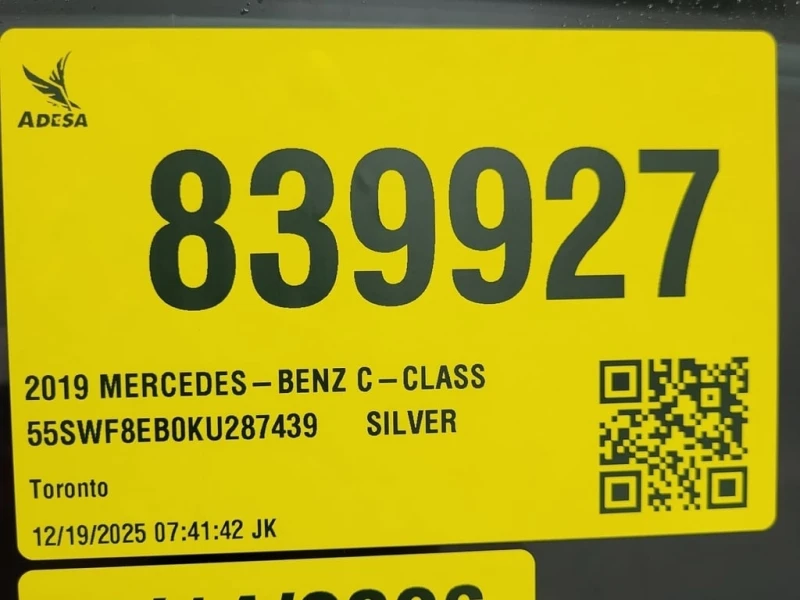 ADESA
839927
2019 MERCEDES-BENZ C-CLASS
55SWF8EB0KU287439 SILVER
Toronto
12/19/2025 07:41:42 JK